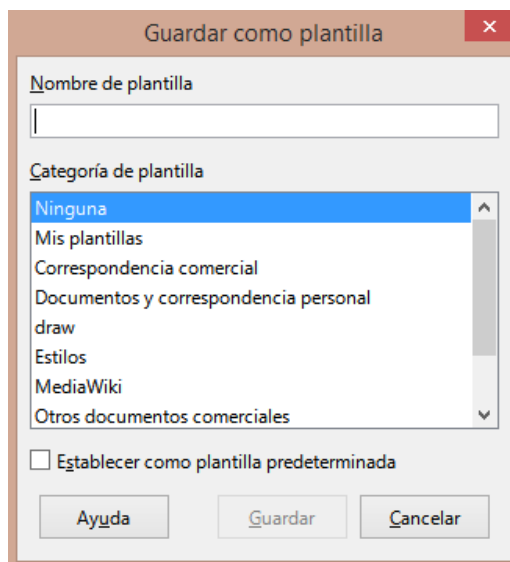 Guardar como plantilla
Nombre de plantilla
Categoría de plantilla
Ninguna
Mis plantillas
Correspondencia comercial
Documentos y correspondencia personal
draw
Estilos
MediaWiki
Otros documentos comerciales
Establecer como plantilla predeterminada
Ayuda Guardar Cancelar